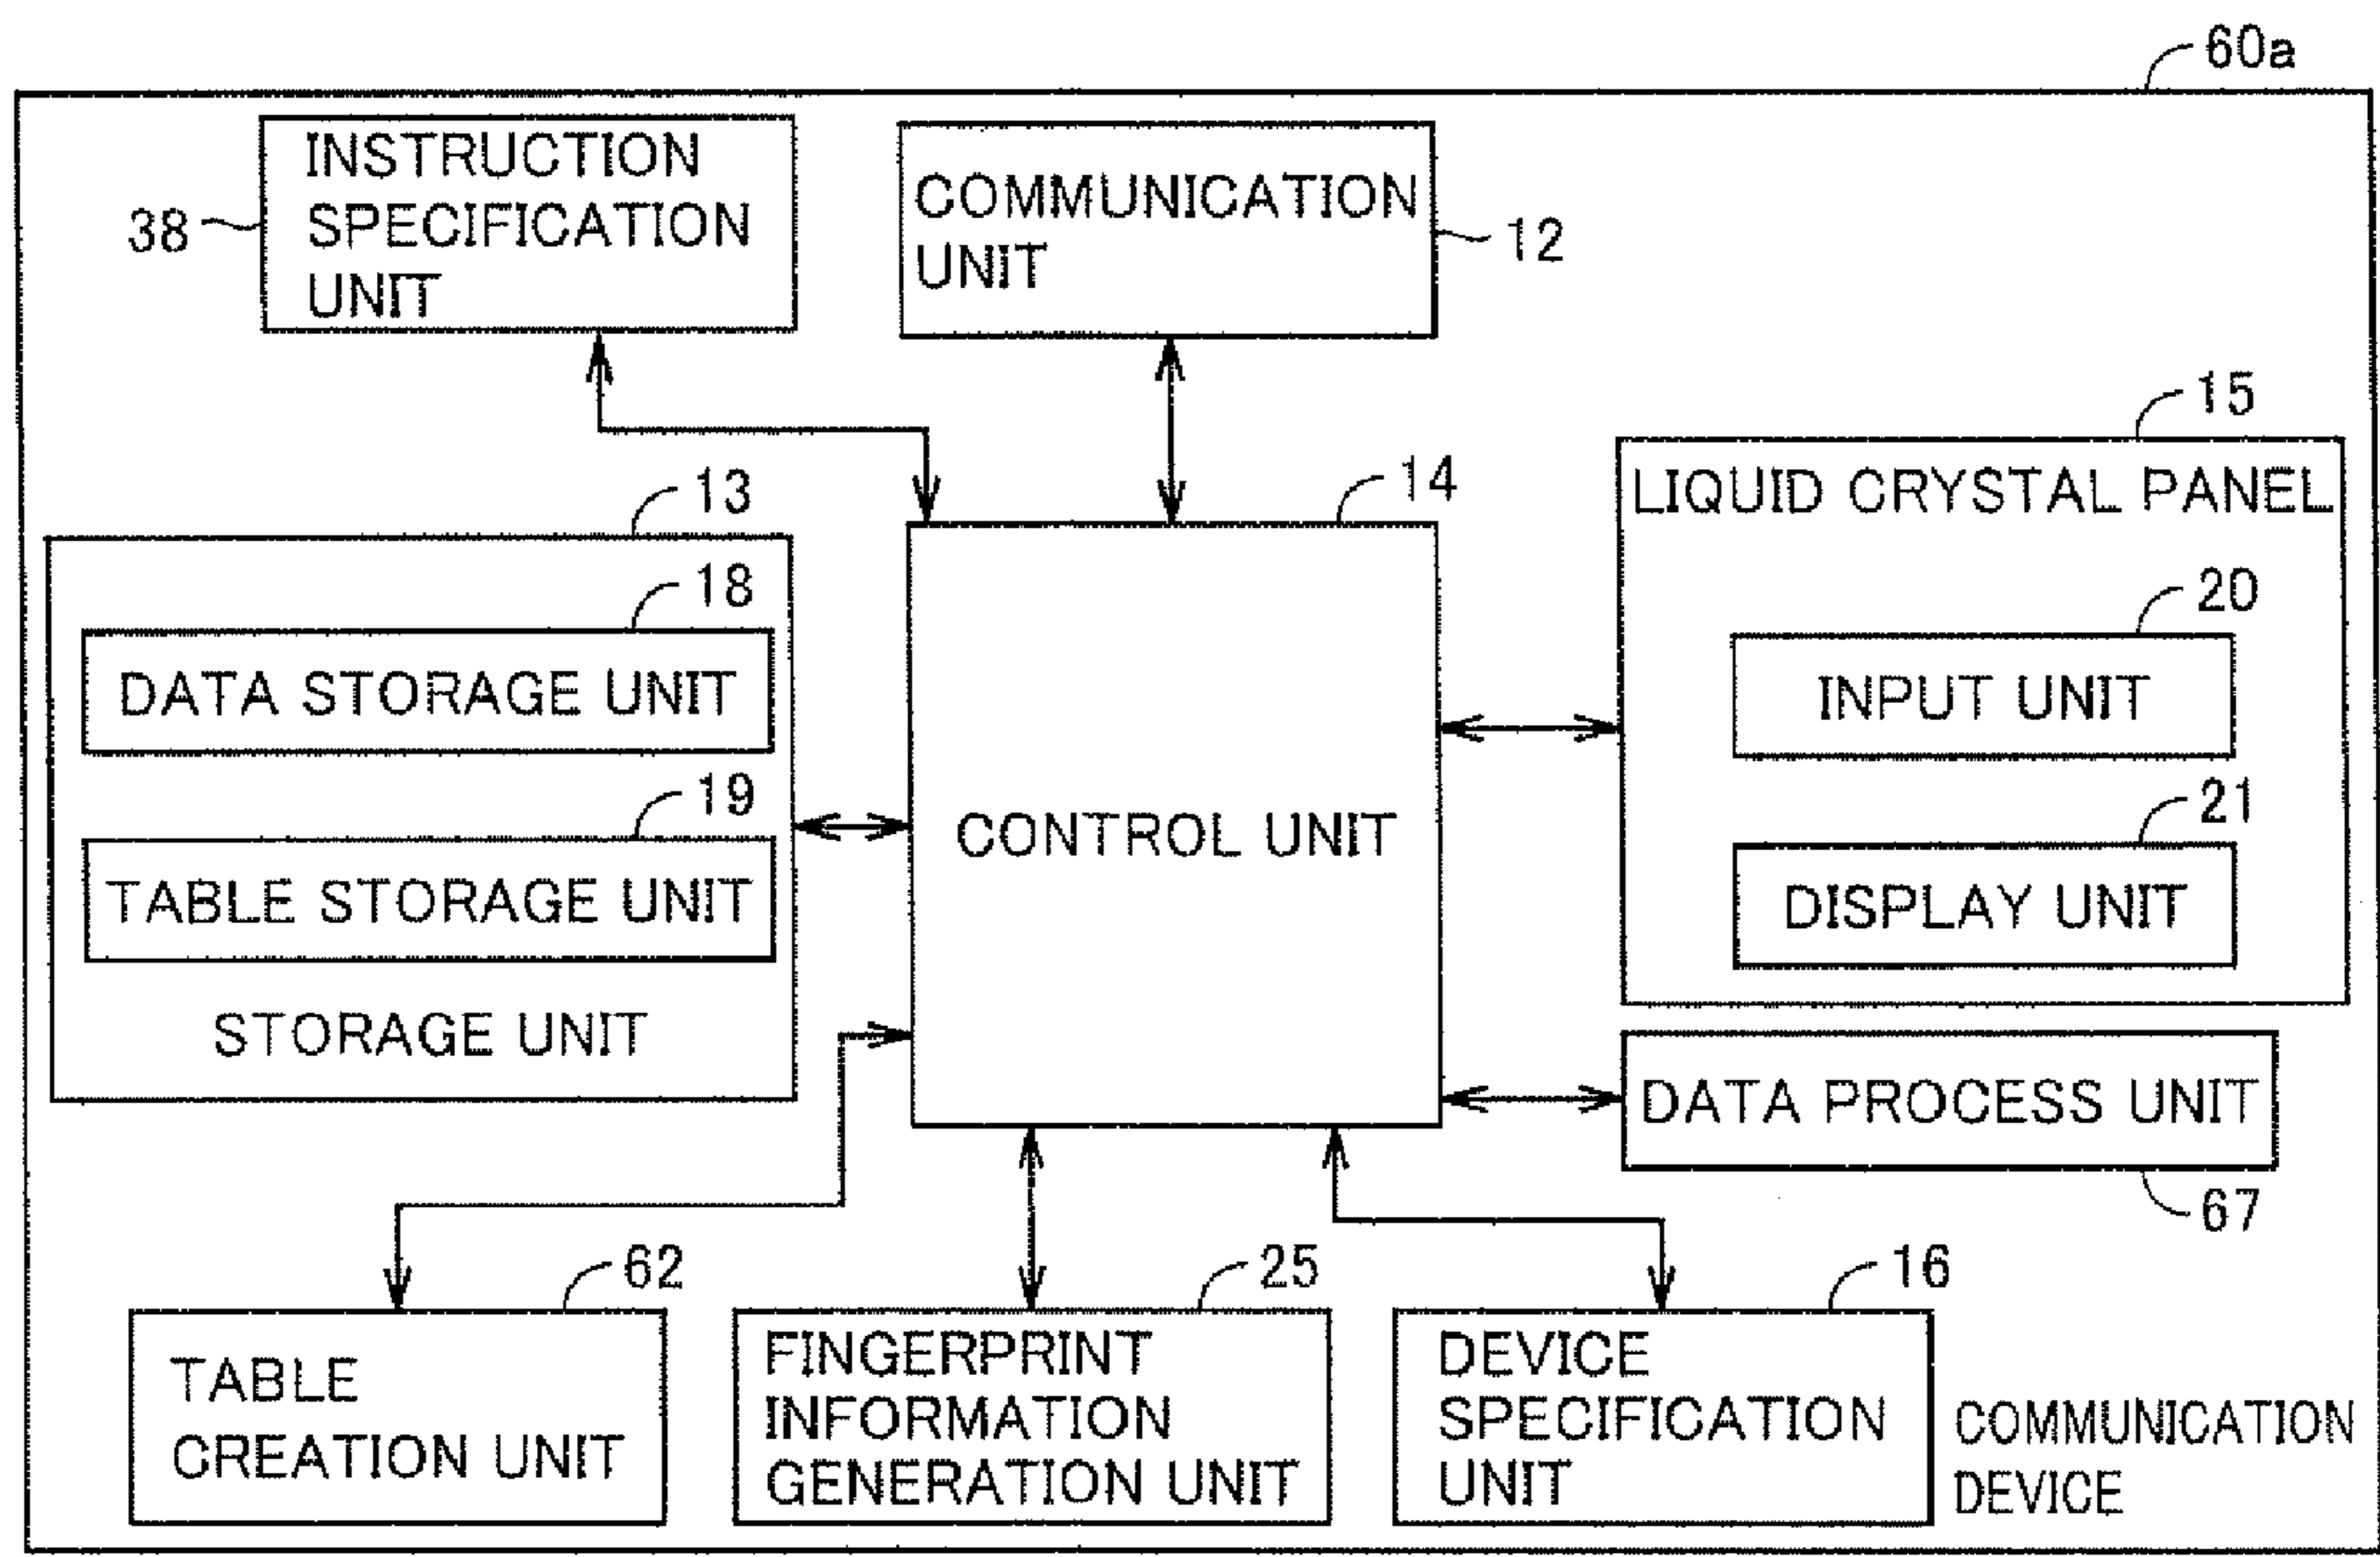 60a
INSTRUCTION
SPECIFICATION
UNIT
38
COMMUNICATION
UNIT
12
15
LIQUID CRYSTAL PANEL
13
14
18
DATA STORAGE UNIT
20
INPUT UNIT
19
TABLE STORAGE UNIT
CONTROL UNIT
21
DISPLAY UNIT
STORAGE UNIT
DATA PROCESS UNIT
67
62
TABLE
CREATION UNIT
25
FINGERPRINT
INFORMATION
GENERATION UNIT
16
DEVICE
SPECIFICATION
UNIT
COMMUNICATION
DEVICE